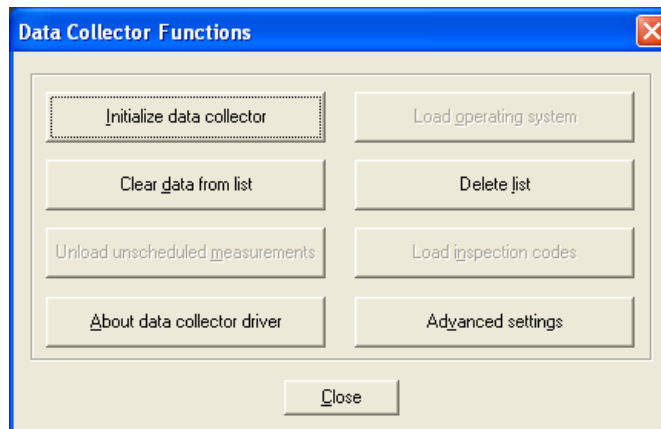 Data Collector Functions
Initialize data collector
Load operating system
Clear data from list
Delete list
Unload unscheduled measurements
Load inspection codes
About data collector driver
Advanced settings
Close